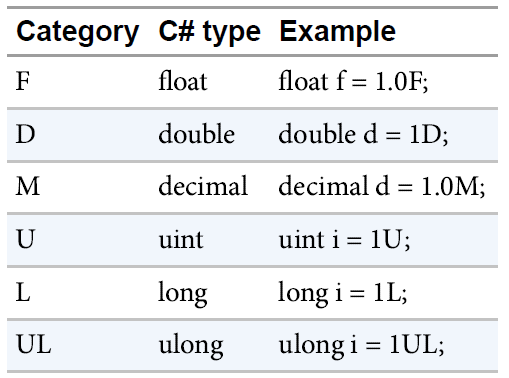 Category C# type Example
F float float f = 1.0F;
D double double d = 1D;
M decimal decimal d = 1.0M;
U uint uint i = 1U;
L long long i = 1L;
UL ulong ulong i = 1UL;